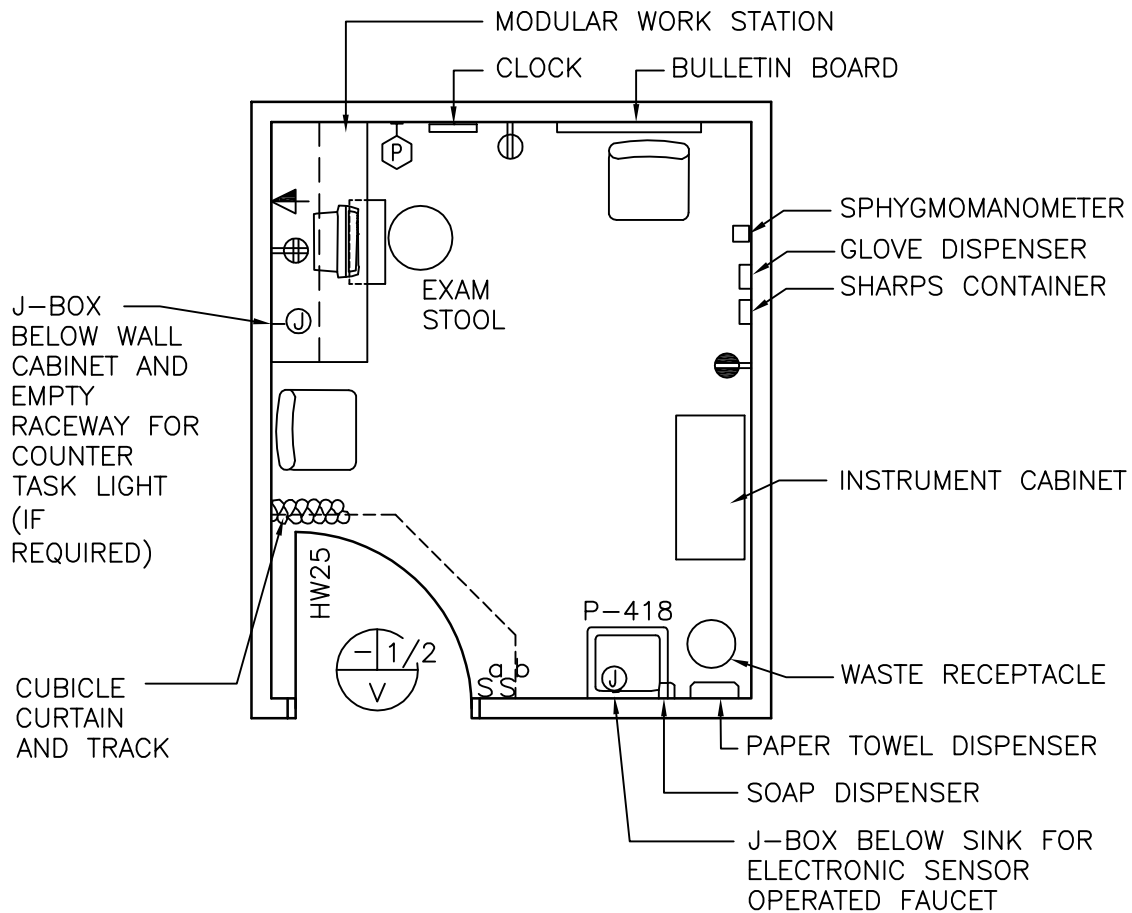 MODULAR WORK STATION
CLOCK
BULLETIN BOARD
P
SPHYGMOMANOMETER
GLOVE DISPENSER
SHARPS CONTAINER
EXAM
STOOL
J-BOX
BELOW WALL
CABINET AND
EMPTY
RACEWAY FOR
COUNTER
TASK LIGHT
(IF
REQUIRED)
J
INSTRUMENT CABINET
HW25
P-418
- 1/2
V
a b
S S
J
WASTE RECEPTACLE
CUBICLE
CURTAIN
AND TRACK
PAPER TOWEL DISPENSER
SOAP DISPENSER
J-BOX BELOW SINK FOR
ELECTRONIC SENSOR
OPERATED FAUCET